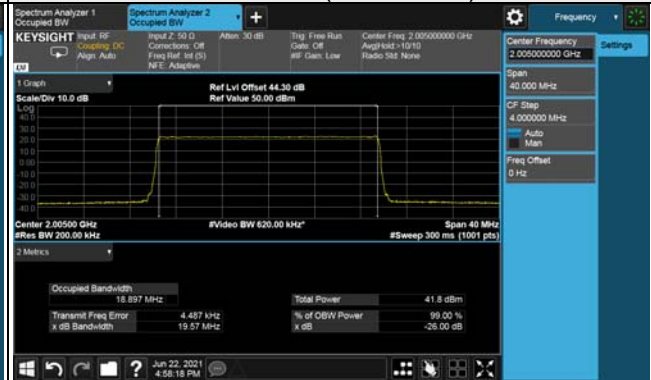 Spectrum Analyzer 1
Occupied BW
Spectrum Analyzer 2
Occupied BW
Frequency
KEYSIGHT
Input: RF
Coupling: DC
Align: Auto
Input Z: 50 Ω
Corrections: Off
Freq Ref: Int (S)
NFE: Adaptive
Atten: 30 dB
Trig: Free Run
Gate: Off
#IF Gain: Low
Center Freq: 2.005000000 GHz
Avg|Hold:>10/10
Radio Std: None
Center Frequency
2.005000000 GHz
Settings
Span
40.000 MHz
CF Step
4.000000 MHz
Auto
Man
Freq Offset
0 Hz
1 Graph
Scale/Div 10.0 dB
Ref Lvl Offset 44.30 dB
Ref Value 50.00 dBm
Log
40.0
30.0
20.0
10.0
0.00
-10.0
-20.0
-30.0
-40.0
Center 2.00500 GHz
#Res BW 200.00 kHz
#Video BW 620.00 kHz*
Span 40 MHz
#Sweep 300 ms (1001 pts)
2 Metrics
Occupied Bandwidth
18.897 MHz
Total Power
41.8 dBm
Transmit Freq Error
4.487 kHz
% of OBW Power
99.00 %
x dB Bandwidth
19.57 MHz
x dB
-26.00 dB
Jun 22, 2021
4:58:18 PM